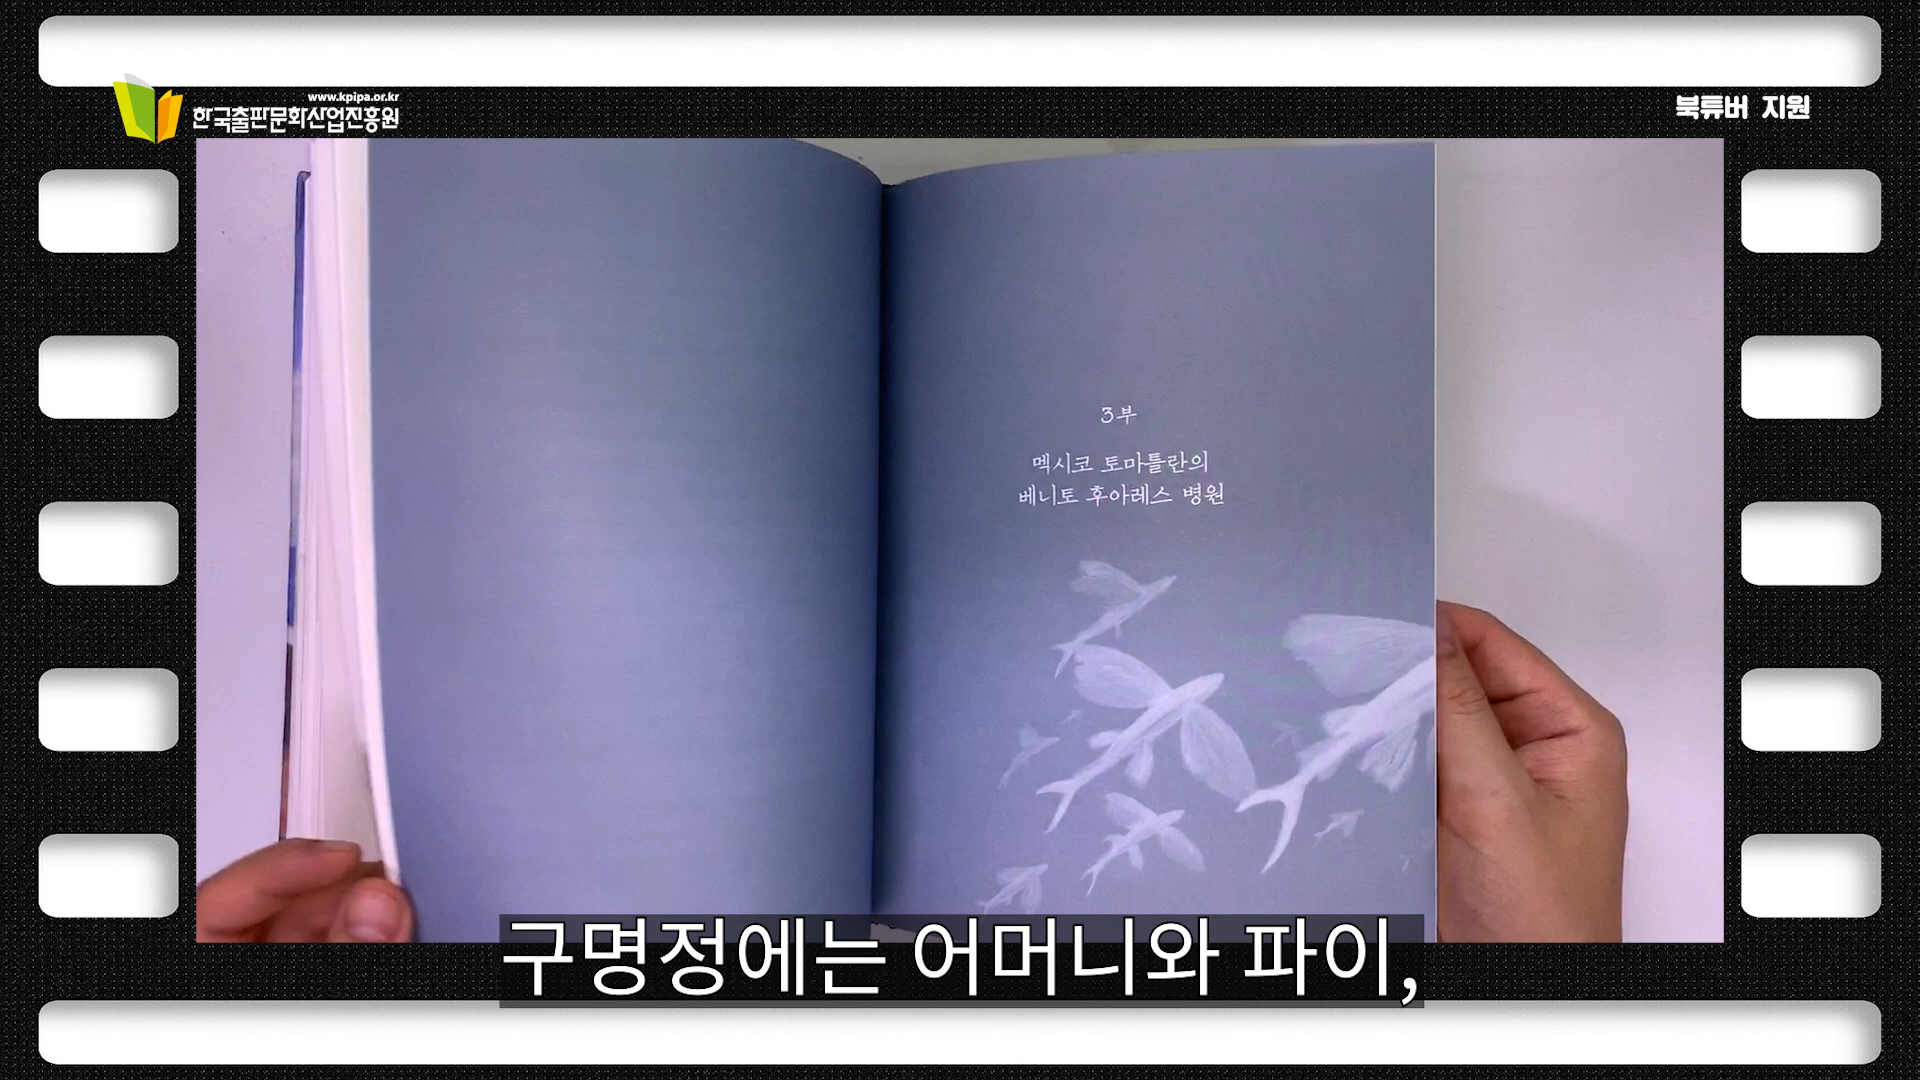 www.kpipa.or.kr
한국출판문화산업진흥원
북튜버 지원
3부
멕시코 토마틀란의
베니토 후아레스 병원
구명정에는 어머니와 파이,